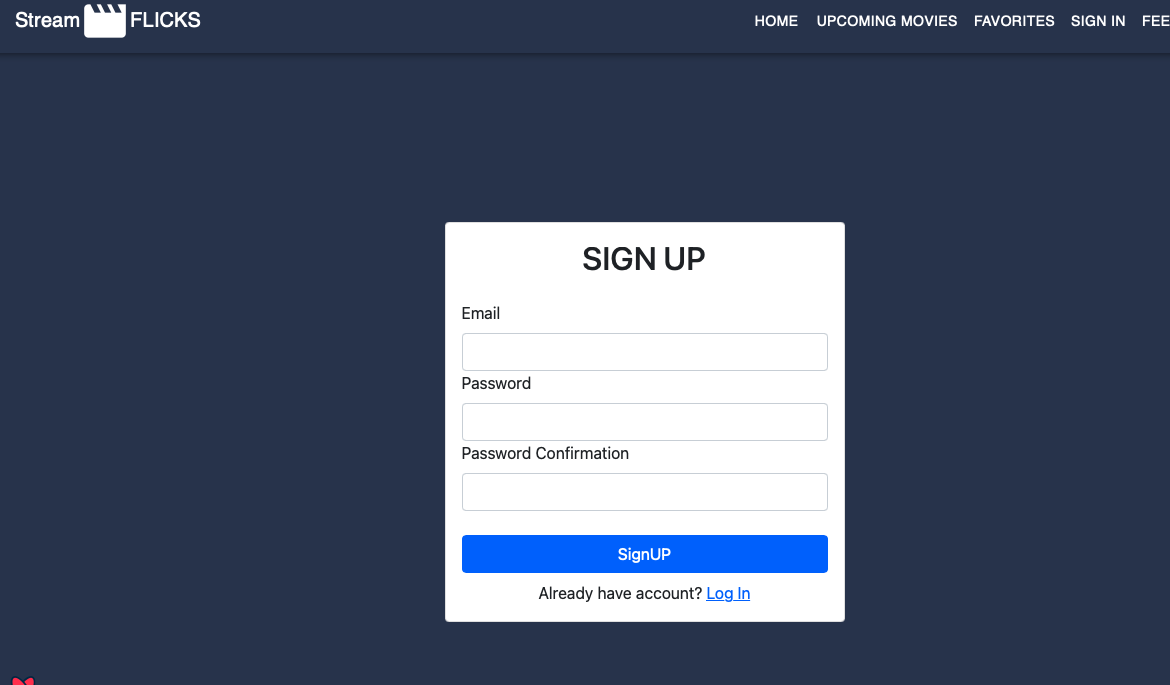 Stream FLICKS
HOME UPCOMING MOVIES FAVORITES SIGN IN FEE
SIGN UP
Email
Password
Password Confirmation
SignUP
Already have account? Log In